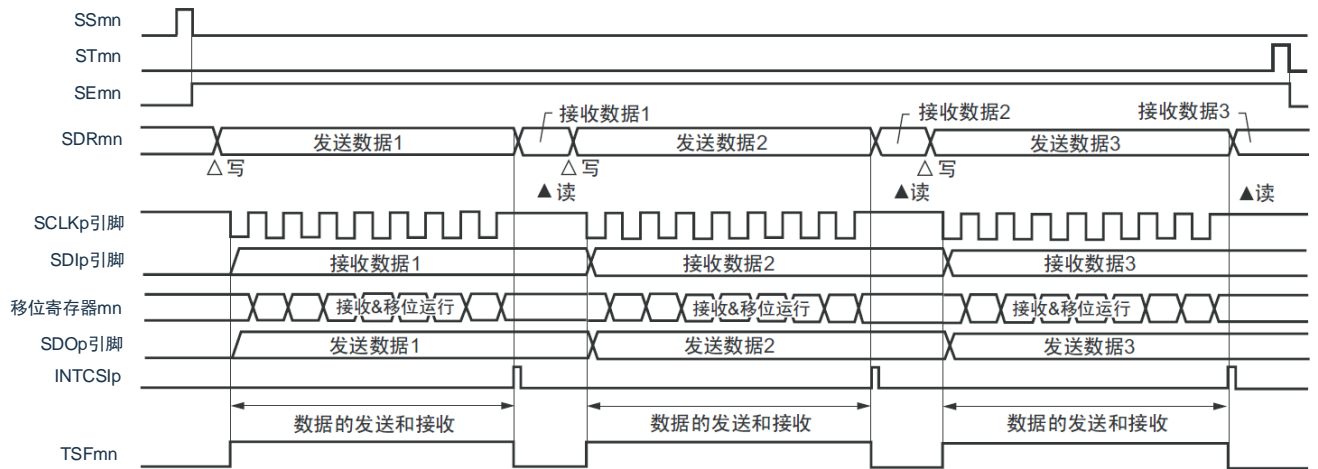 SSmn
STmn
SEmn
接收数据1 接收数据2 接收数据3
SDRmn 发送数据1 发送数据2 发送数据3
△写 △写 △写
▲读 ▲读 ▲读
SCLKp引脚
SDIp引脚 接收数据1 接收数据2 接收数据3
移位寄存器mn 接收&移位运行 接收&移位运行 接收&移位运行
SDOp引脚 发送数据1 发送数据2 发送数据3
INTCSIp
数据的发送和接收 数据的发送和接收 数据的发送和接收
TSFmn